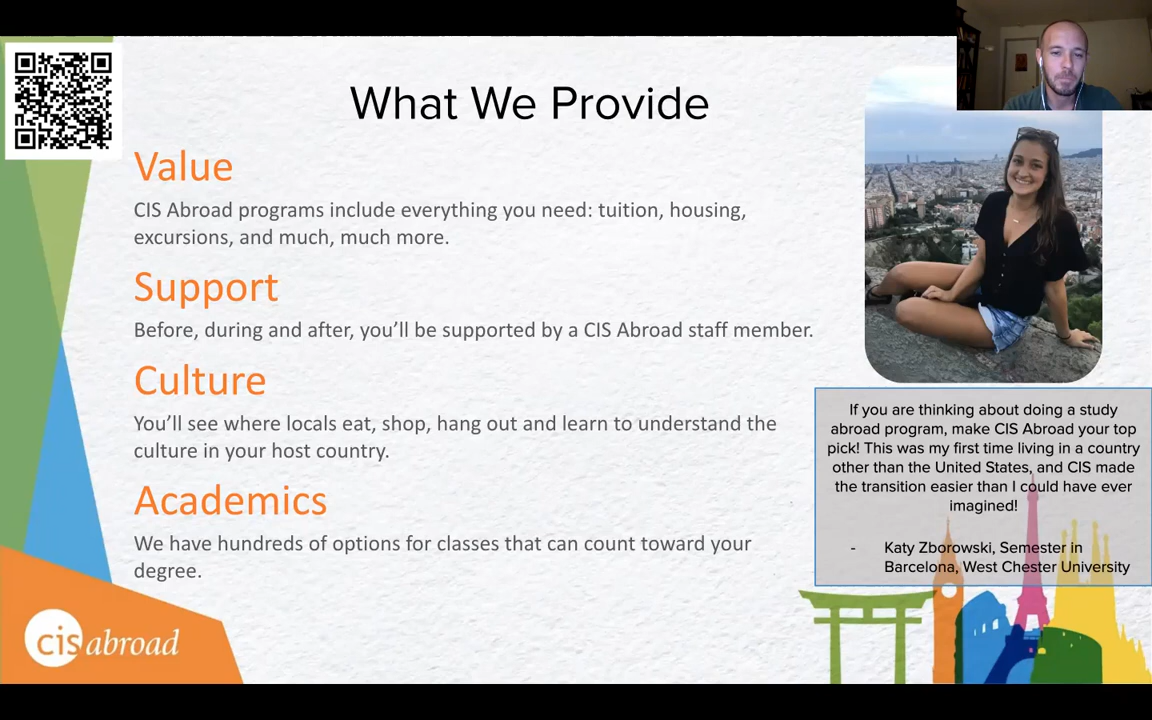 What We Provide
Value
CIS Abroad programs include everything you need: tuition, housing,
excursions, and much, much more.
Support
Before, during and after, you’ll be supported by a CIS Abroad staff member.
Culture
You’ll see where locals eat, shop, hang out and learn to understand the
culture in your host country.
Academics
We have hundreds of options for classes that can count toward your
degree.
If you are thinking about doing a study
abroad program, make CIS Abroad your top
pick! This was my first time living in a country
other than the United States, and CIS made
the transition easier than I could have ever
imagined!
- Katy Zborowski, Semester in
Barcelona, West Chester University
cis abroad